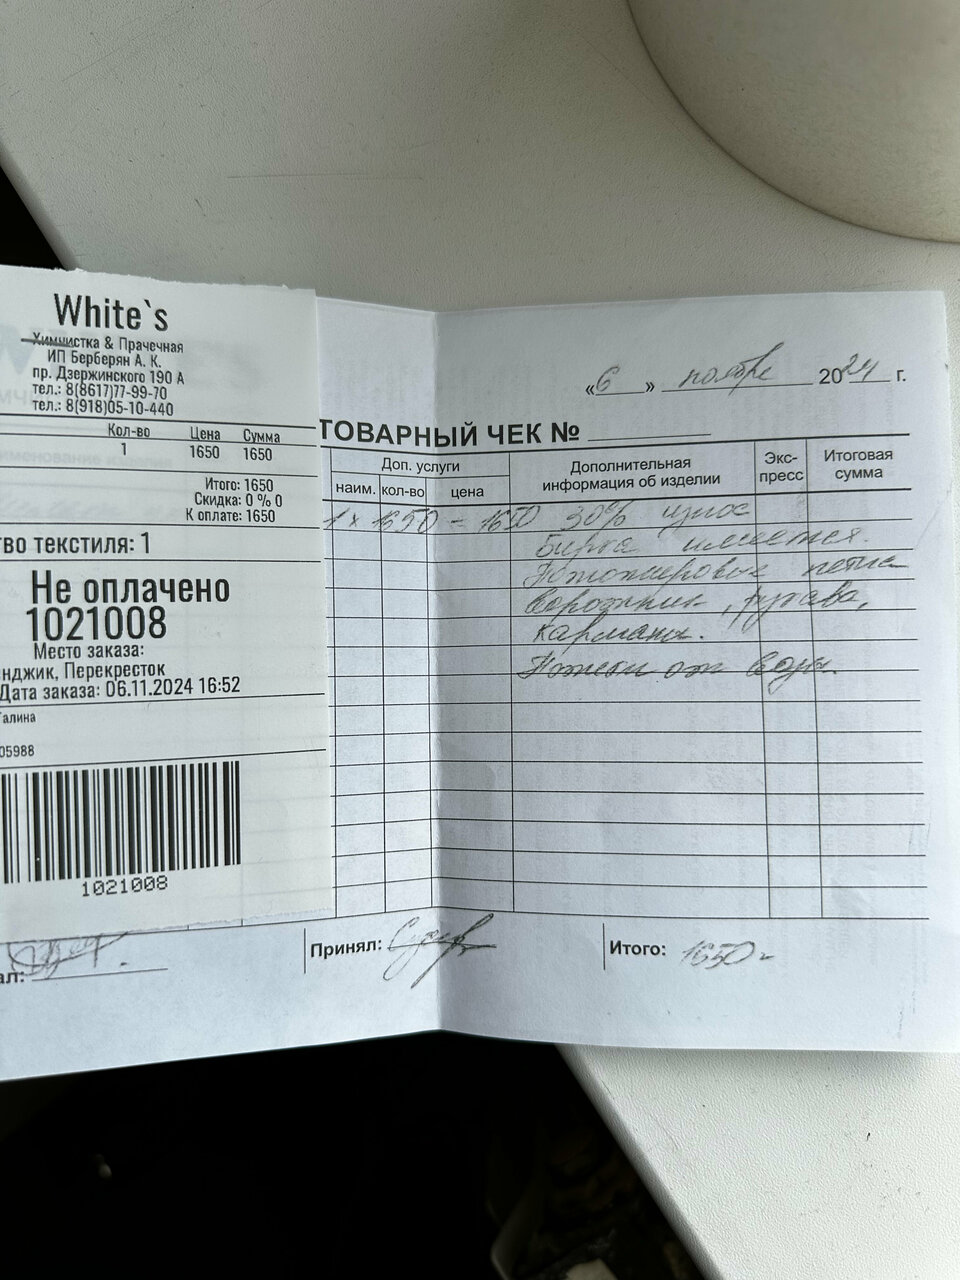 White`s
Химчистка & Прачечная
ИП Берберян А. К.
пр. Дзержинского 190 А
тел.: 8(8617)77-99-70
тел.: 8(918)05-10-440
Кол-во Цена Сумма
1 1650 1650
Итого: 1650
Скидка: 0 % 0
К оплате: 1650
тво текстиля: 1
Не оплачено
1021008
Место заказа:
нджик, Перекресток
Дата заказа: 06.11.2024 16:52
Галина
05988
1021008
«6» ноября 2024 г.
ТОВАРНЫЙ ЧЕК №
Доп. услуги
наим. кол-во цена
Дополнительная информация об изделии
Экс-пресс
Итоговая сумма
1 x 1650 = 1650 30% износ
Бирка имеется.
воротник, рукава,
карманы.
от воды.
ал:
Принял:
Итого: 1650